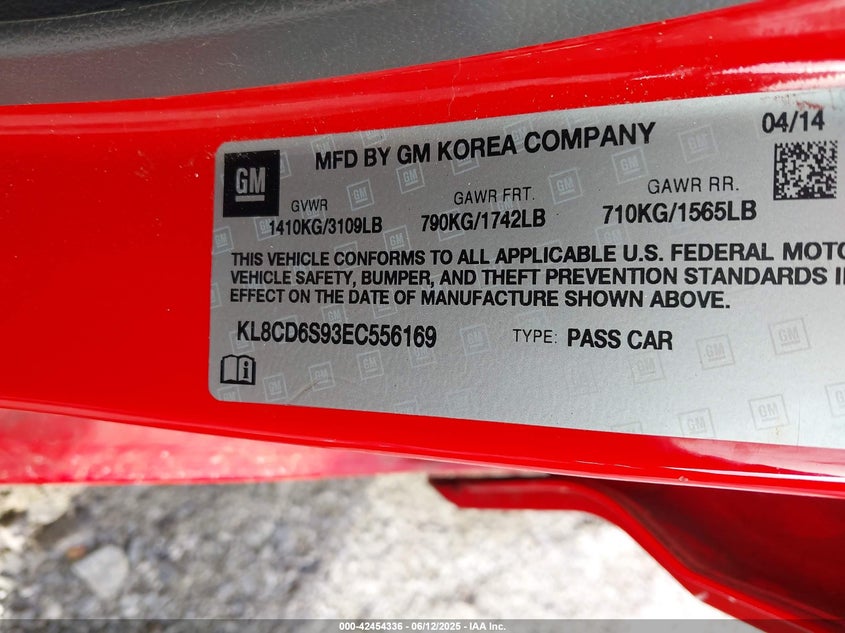 MFD BY GM KOREA COMPANY
04/14
GM
GVWR
1410KG/3109LB
GAWR FRT.
790KG/1742LB
GAWR RR.
710KG/1565LB
THIS VEHICLE CONFORMS TO ALL APPLICABLE U.S. FEDERAL MOTO
VEHICLE SAFETY, BUMPER, AND THEFT PREVENTION STANDARDS I
EFFECT ON THE DATE OF MANUFACTURE SHOWN ABOVE.
KL8CD6S93EC556169
TYPE: PASS CAR
000-42454336 - 06/12/2025 - IAA Inc.